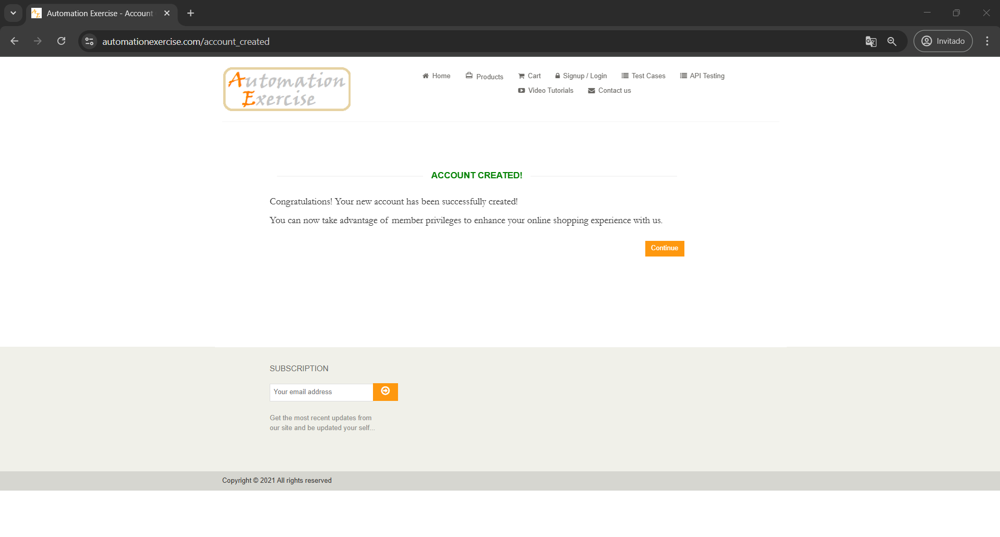 Automation Exercise - Account
automationexercise.com/account_created
Invitado
Automation
Exercise
Home
Products
Cart
Signup / Login
Test Cases
API Testing
Video Tutorials
Contact us
ACCOUNT CREATED!
Congratulations! Your new account has been successfully created!
You can now take advantage of member privileges to enhance your online shopping experience with us.
Continue
SUBSCRIPTION
Your email address
Get the most recent updates from
our site and be updated your self...
Copyright © 2021 All rights reserved